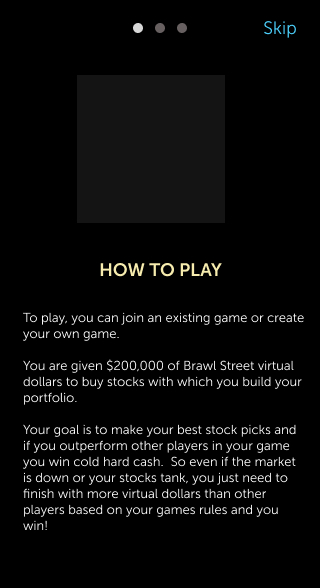 Skip
HOW TO PLAY
To play, you can join an existing game or create
your own game.
You are given $200,000 of Brawl Street virtual
dollars to buy stocks with which you build your
portfolio.
Your goal is to make your best stock picks and
if you outperform other players in your game
you win cold hard cash.  So even if the market
is down or your stocks tank, you just need to
finish with more virtual dollars than other
players based on your games rules and you
win!